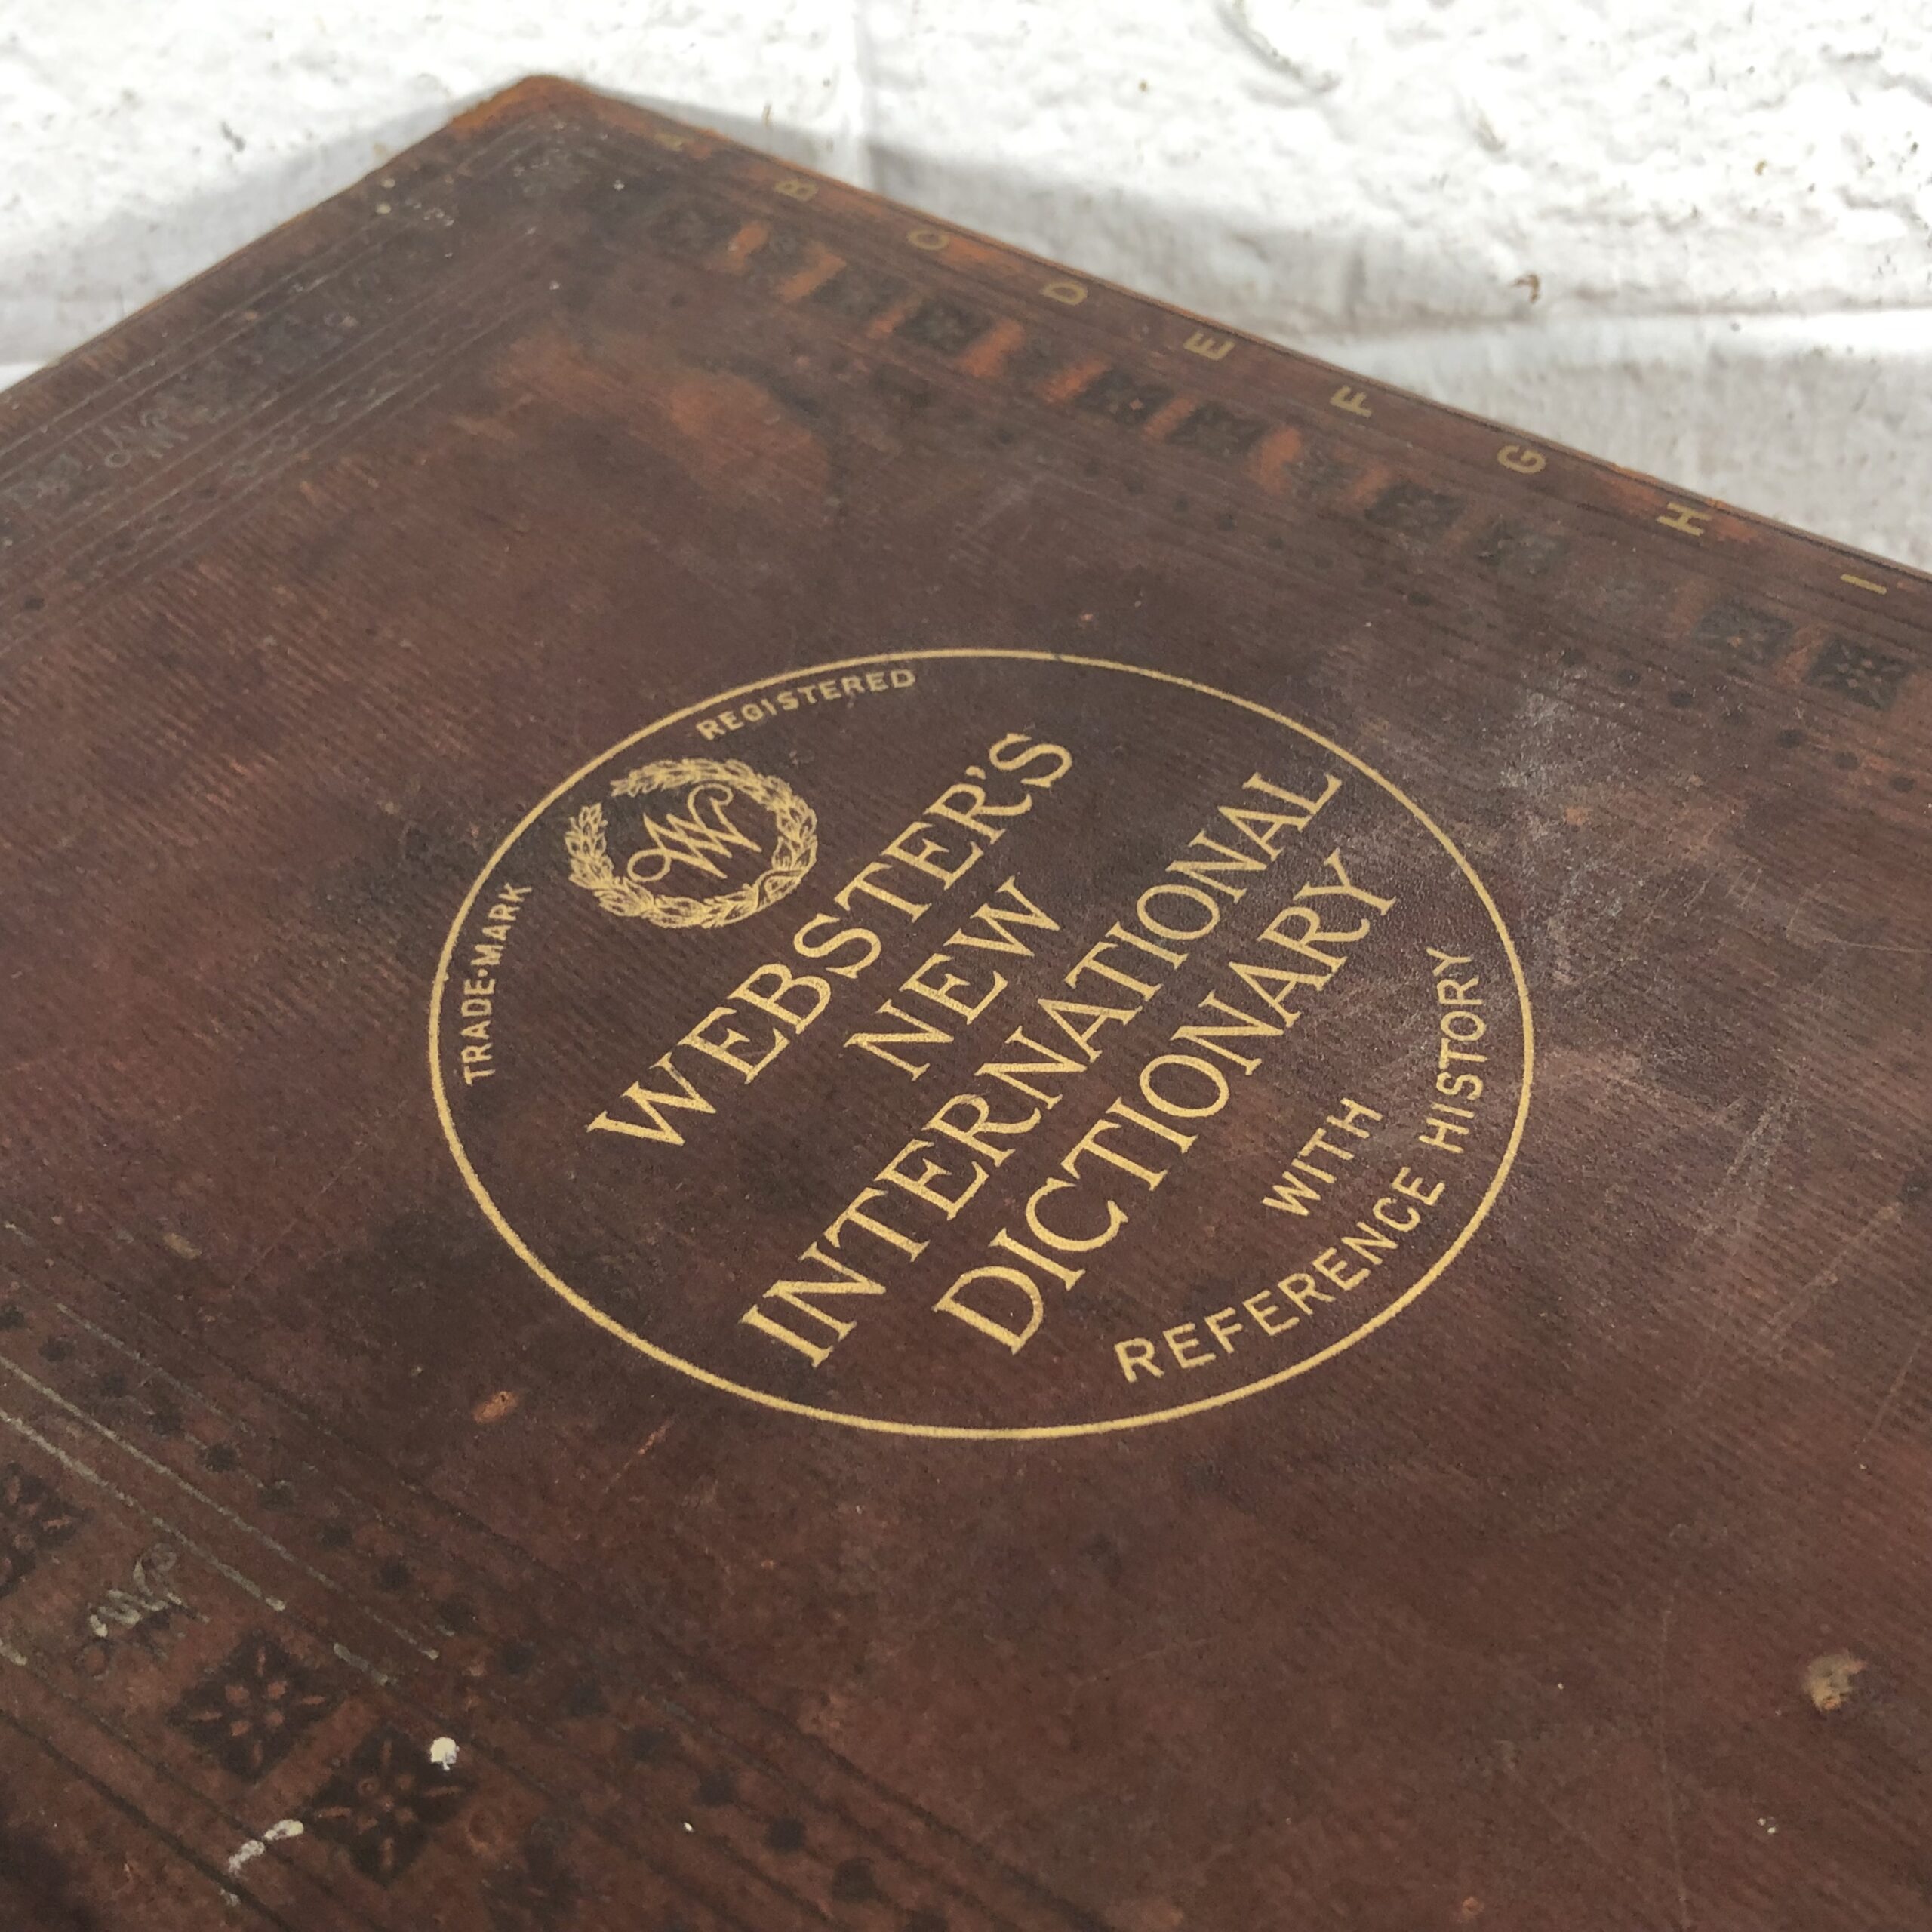 A B C D E F G H I
TRADE-MARK REGISTERED
W
WEBSTER'S
NEW
INTERNATIONAL
DICTIONARY
WITH
REFERENCE HISTORY